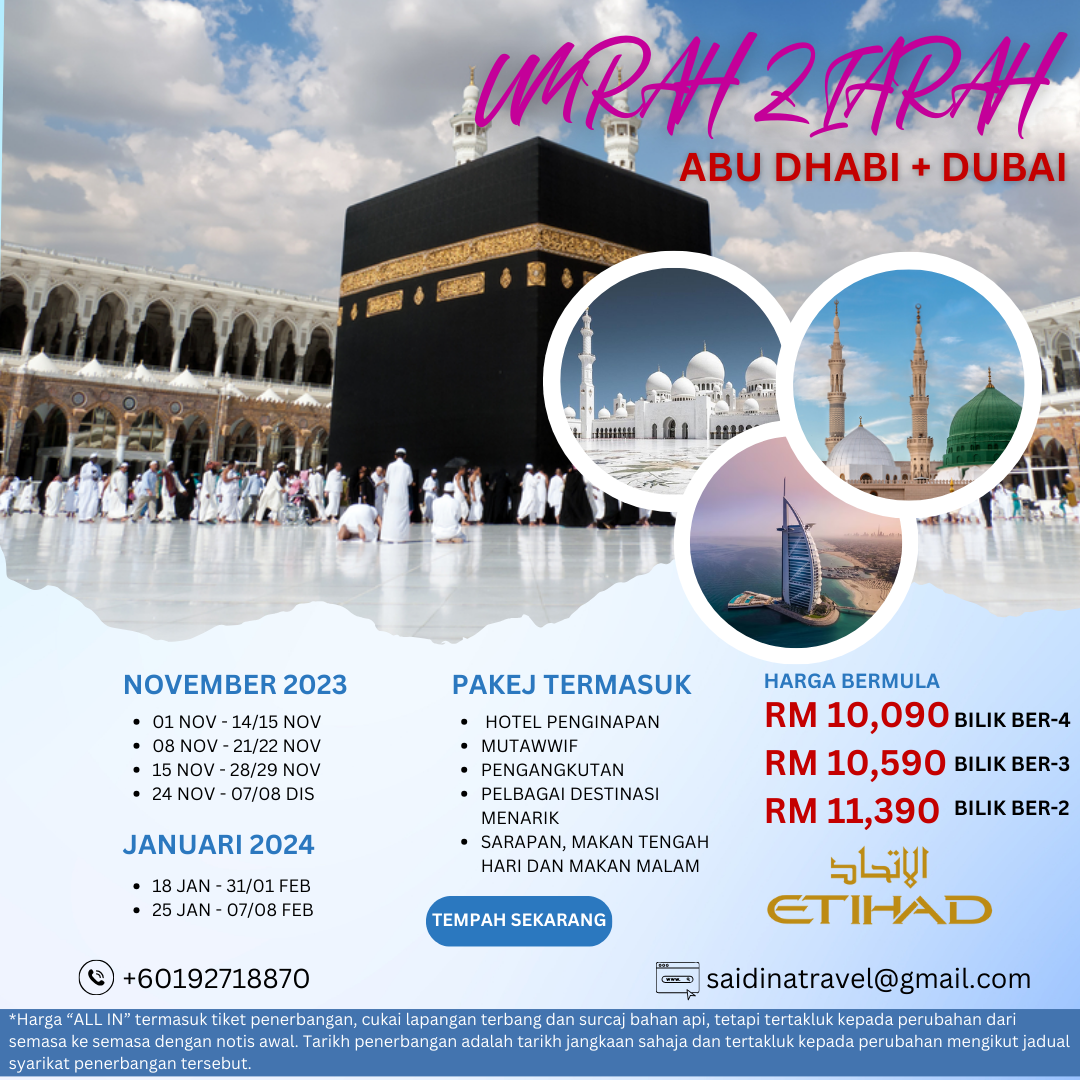 UMRAH ZIARAH
ABU DHABI + DUBAI
NOVEMBER 2023
01 NOV - 14/15 NOV
08 NOV - 21/22 NOV
15 NOV - 28/29 NOV
24 NOV - 07/08 DIS
JANUARI 2024
18 JAN - 31/01 FEB
25 JAN - 07/08 FEB
PAKEJ TERMASUK
HOTEL PENGINAPAN
MUTAWWIF
PENGANGKUTAN
PELBAGAI DESTINASI
MENARIK
SARAPAN, MAKAN TENGAH
HARI DAN MAKAN MALAM
TEMPAH SEKARANG
HARGA BERMULA
RM 10,090 BILIK BER-4
RM 10,590 BILIK BER-3
RM 11,390 BILIK BER-2
الاتحاد
ETIHAD
+60192718870
www.
saidinatravel@gmail.com
*Harga “ALL IN” termasuk tiket penerbangan, cukai lapangan terbang dan surcaj bahan api, tetapi tertakluk kepada perubahan dari
semasa ke semasa dengan notis awal. Tarikh penerbangan adalah tarikh jangkaan sahaja dan tertakluk kepada perubahan mengikut jadual
syarikat penerbangan tersebut.